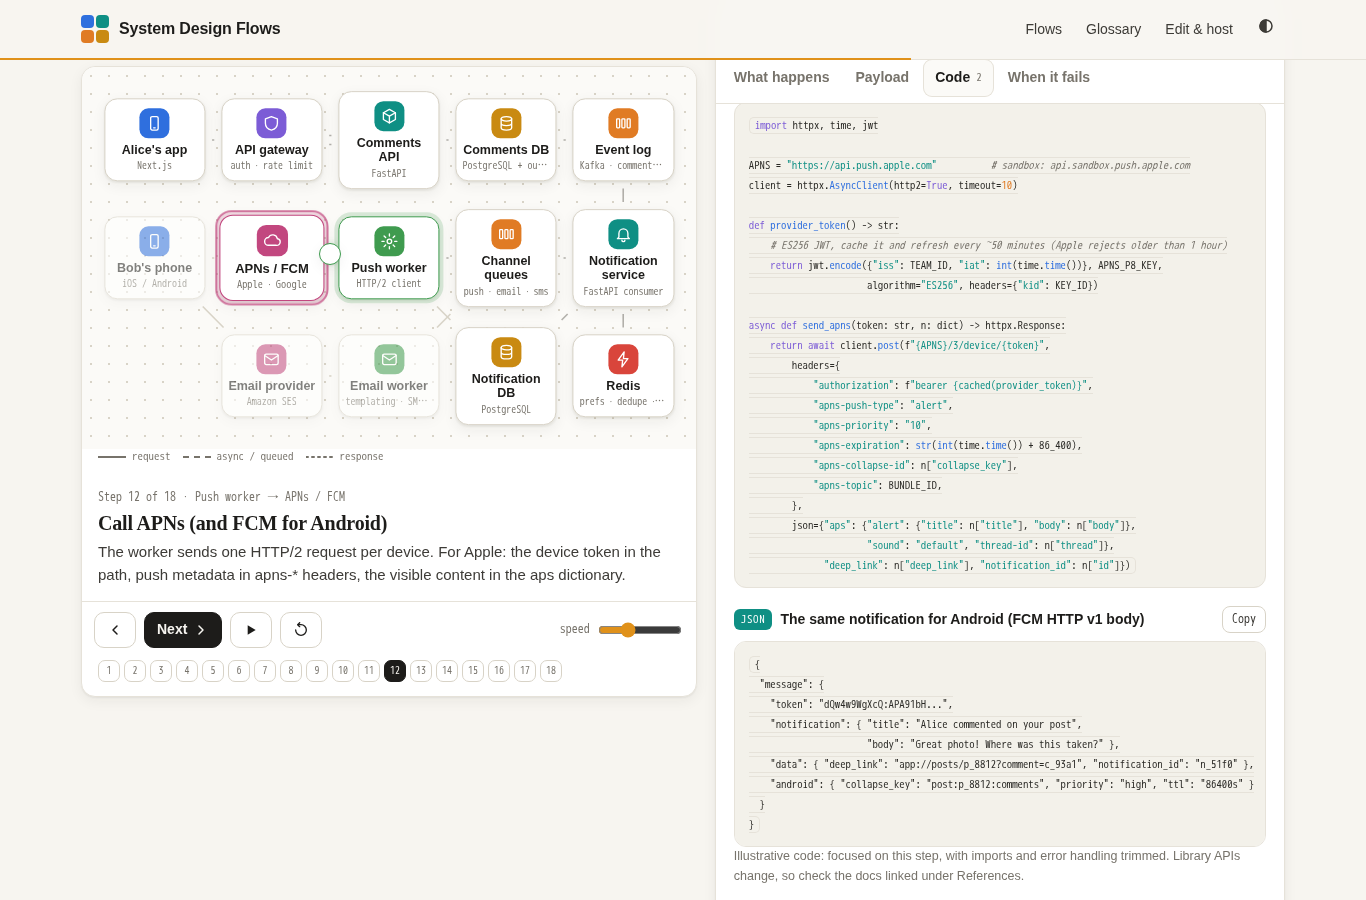 System Design Flows
Flows
Glossary
Edit & host
Alice's app
Next.js
API gateway
auth · rate limit
Comments
API
FastAPI
Comments DB
PostgreSQL + ou···
Event log
Kafka · comment···
Bob's phone
iOS / Android
APNs / FCM
Apple · Google
Push worker
HTTP/2 client
Channel
queues
push · email · sms
Notification
service
FastAPI consumer
Email provider
Amazon SES
Email worker
templating · SM···
Notification
DB
PostgreSQL
Redis
prefs · dedupe ····
request
async / queued
response
Step 12 of 18 · Push worker → APNs / FCM
Call APNs (and FCM for Android)
The worker sends one HTTP/2 request per device. For Apple: the device token in the
path, push metadata in apns-* headers, the visible content in the aps dictionary.
Next
speed
1 2 3 4 5 6 7 8 9 10 11 12 13 14 15 16 17 18
What happens
Payload
Code 2
When it fails
import httpx, time, jwt
APNS = "https://api.push.apple.com" # sandbox: api.sandbox.push.apple.com
client = httpx.AsyncClient(http2=True, timeout=10)
def provider_token() -> str:
# ES256 JWT, cache it and refresh every ~50 minutes (Apple rejects older than 1 hour)
return jwt.encode({"iss": TEAM_ID, "iat": int(time.time())}, APNS_P8_KEY,
algorithm="ES256", headers={"kid": KEY_ID})
async def send_apns(token: str, n: dict) -> httpx.Response:
return await client.post(f"{APNS}/3/device/{token}",
headers={
"authorization": f"bearer {cached(provider_token)}",
"apns-push-type": "alert",
"apns-priority": "10",
"apns-expiration": str(int(time.time()) + 86_400),
"apns-collapse-id": n["collapse_key"],
"apns-topic": BUNDLE_ID,
},
json={"aps": {"alert": {"title": n["title"], "body": n["body"]},
"sound": "default", "thread-id": n["thread"]},
"deep_link": n["deep_link"], "notification_id": n["id"]})
JSON
The same notification for Android (FCM HTTP v1 body)
Copy
{
"message": {
"token": "dQw4w9WgXcQ:APA91bH...",
"notification": { "title": "Alice commented on your post",
"body": "Great photo! Where was this taken?" },
"data": { "deep_link": "app://posts/p_8812?comment=c_93a1", "notification_id": "n_51f0" },
"android": { "collapse_key": "post:p_8812:comments", "priority": "high", "ttl": "86400s" }
}
}
Illustrative code: focused on this step, with imports and error handling trimmed. Library APIs
change, so check the docs linked under References.